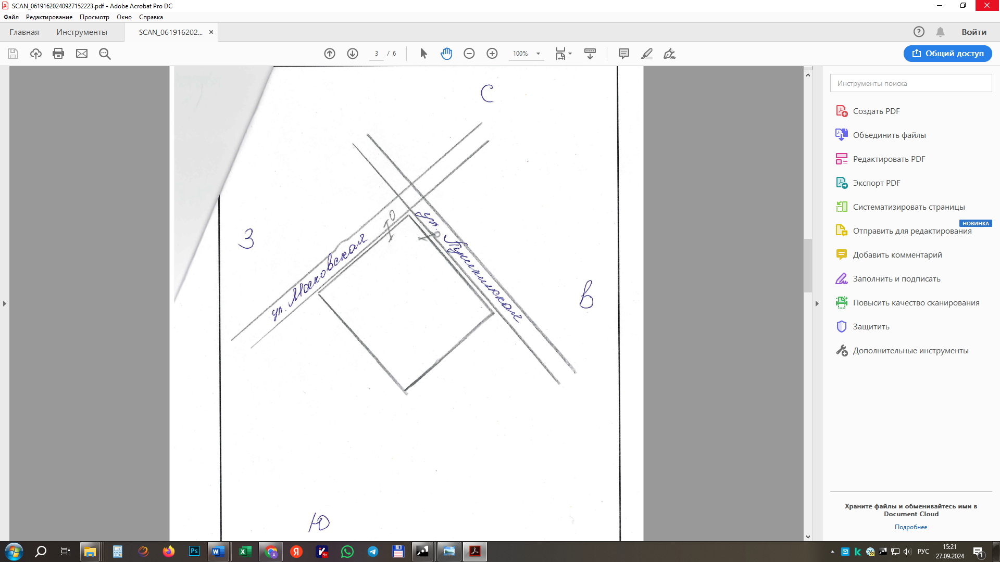 SCAN_06191620240927152223.pdf - Adobe Acrobat Pro DC
Файл Редактирование Просмотр Окно Справка
Главная Инструменты SCAN_061916202... × Войти
3 / 6 100% Общий доступ
С
З
В
Ю
ул. Московская
ул. Пушкинская
Инструменты поиска
Создать PDF
Объединить файлы
Редактировать PDF
Экспорт PDF
Систематизировать страницы
НОВИНКА
Отправить для редактирования
Добавить комментарий
Заполнить и подписать
Повысить качество сканирования
Защитить
Дополнительные инструменты
Храните файлы и обменивайтесь ими в
Document Cloud
Подробнее
РУС
15:21
27.09.2024